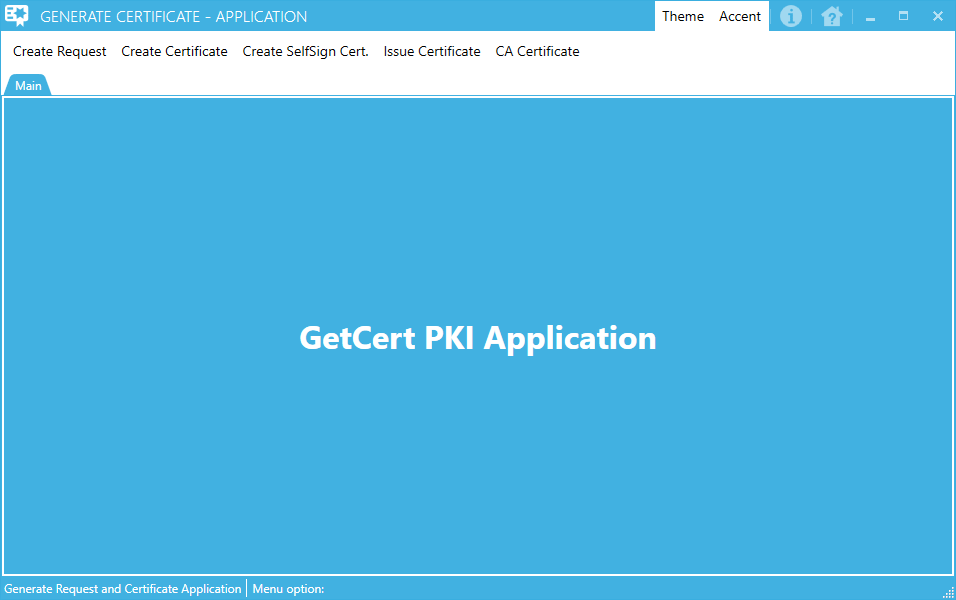 GENERATE CERTIFICATE - APPLICATION Theme Accent
Create Request Create Certificate Create SelfSign Cert. Issue Certificate CA Certificate
Main
GetCert PKI Application
Generate Request and Certificate Application Menu option: